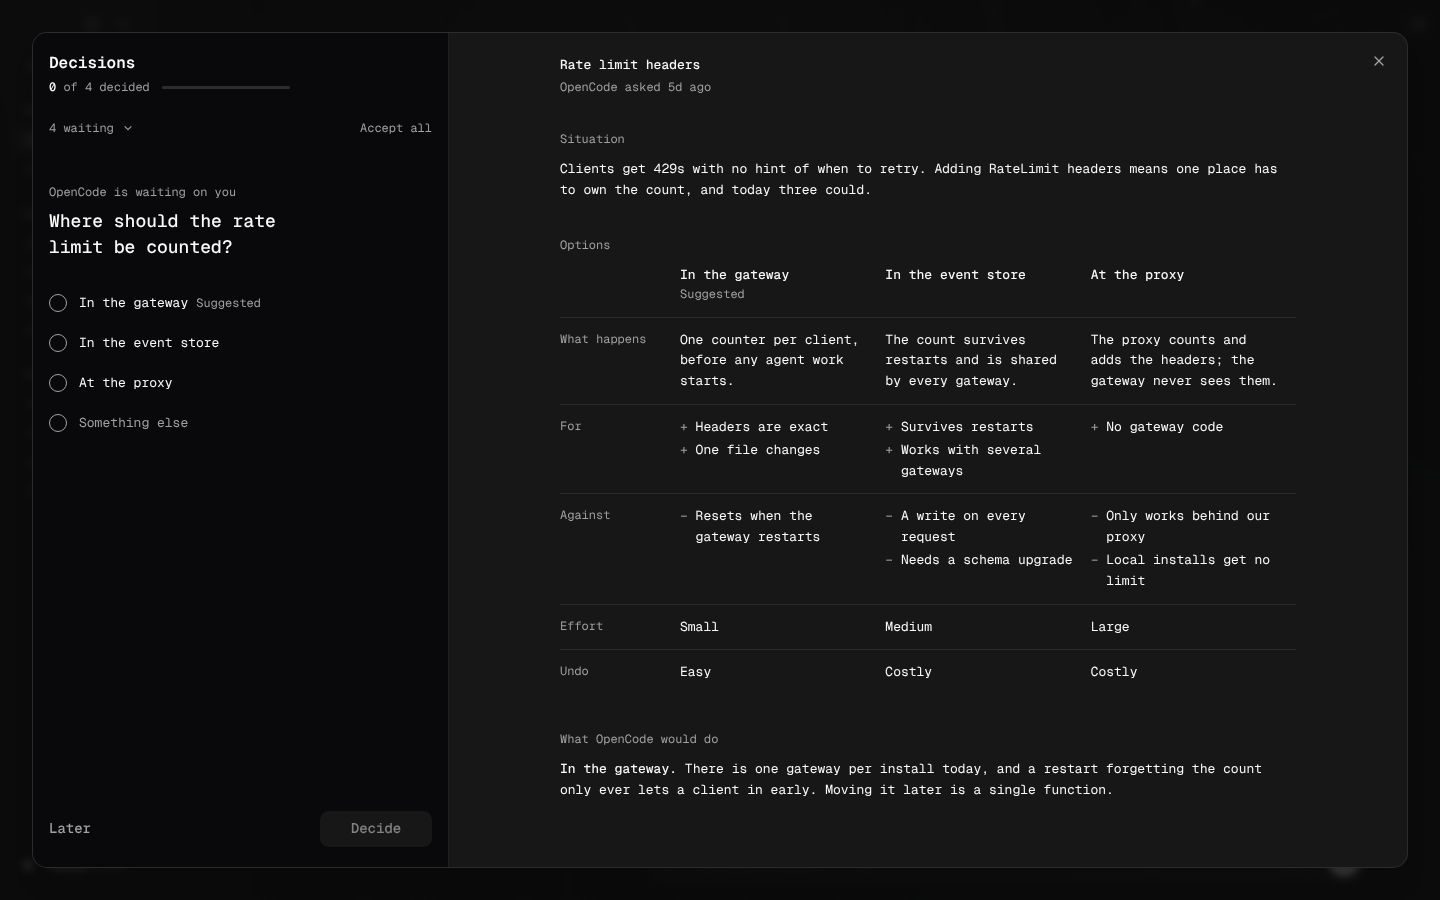 Decisions
0 of 4 decided
4 waiting
Accept all
OpenCode is waiting on you
Where should the rate
limit be counted?
In the gateway Suggested
In the event store
At the proxy
Something else
Later
Decide
Rate limit headers
OpenCode asked 5d ago
Situation
Clients get 429s with no hint of when to retry. Adding RateLimit headers means one place has
to own the count, and today three could.
Options
In the gateway
Suggested
In the event store
At the proxy
What happens
One counter per client,
before any agent work
starts.
The count survives
restarts and is shared
by every gateway.
The proxy counts and
adds the headers; the
gateway never sees them.
For
+ Headers are exact
+ One file changes
+ Survives restarts
+ Works with several
gateways
+ No gateway code
Against
– Resets when the
gateway restarts
– A write on every
request
– Needs a schema upgrade
– Only works behind our
proxy
– Local installs get no
limit
Effort
Small
Medium
Large
Undo
Easy
Costly
Costly
What OpenCode would do
In the gateway. There is one gateway per install today, and a restart forgetting the count
only ever lets a client in early. Moving it later is a single function.